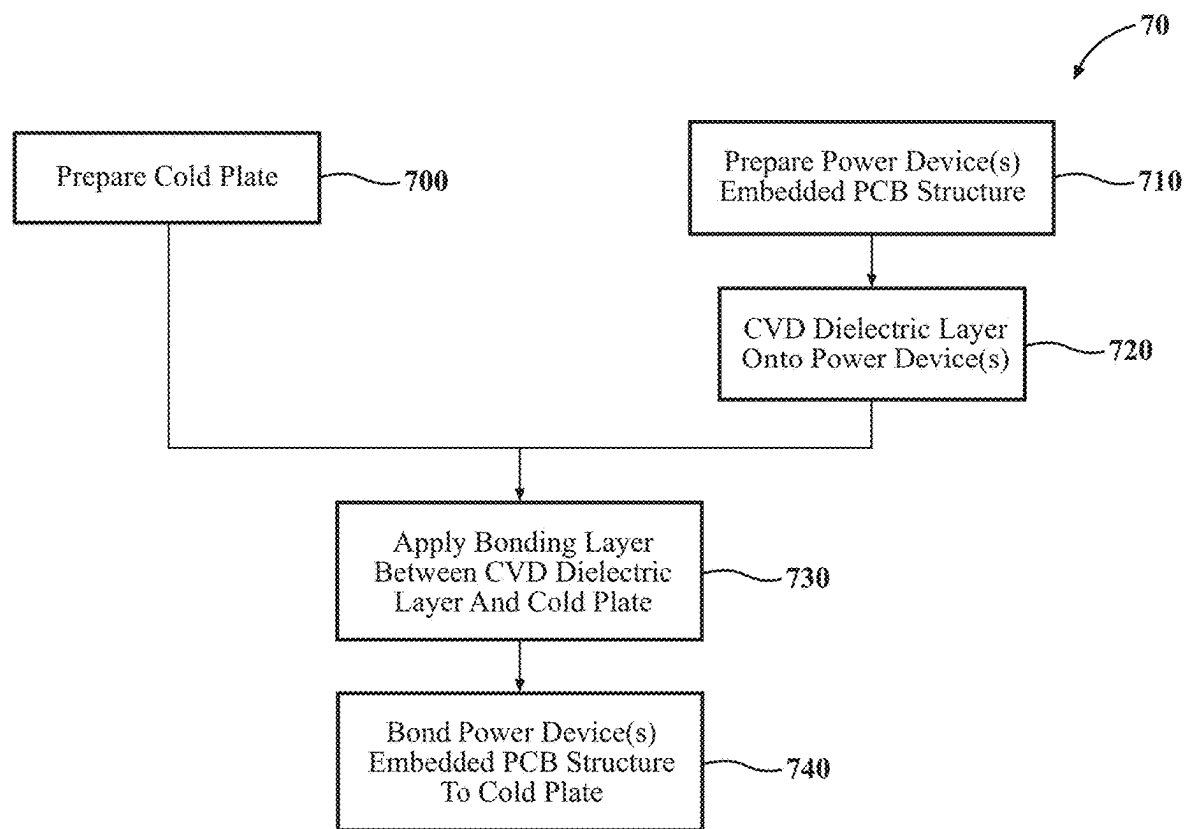 70
Prepare Cold Plate
700
Prepare Power Device(s)
Embedded PCB Structure
710
CVD Dielectric Layer
Onto Power Device(s)
720
Apply Bonding Layer
Between CVD Dielectric
Layer And Cold Plate
730
Bond Power Device(s)
Embedded PCB Structure
To Cold Plate
740